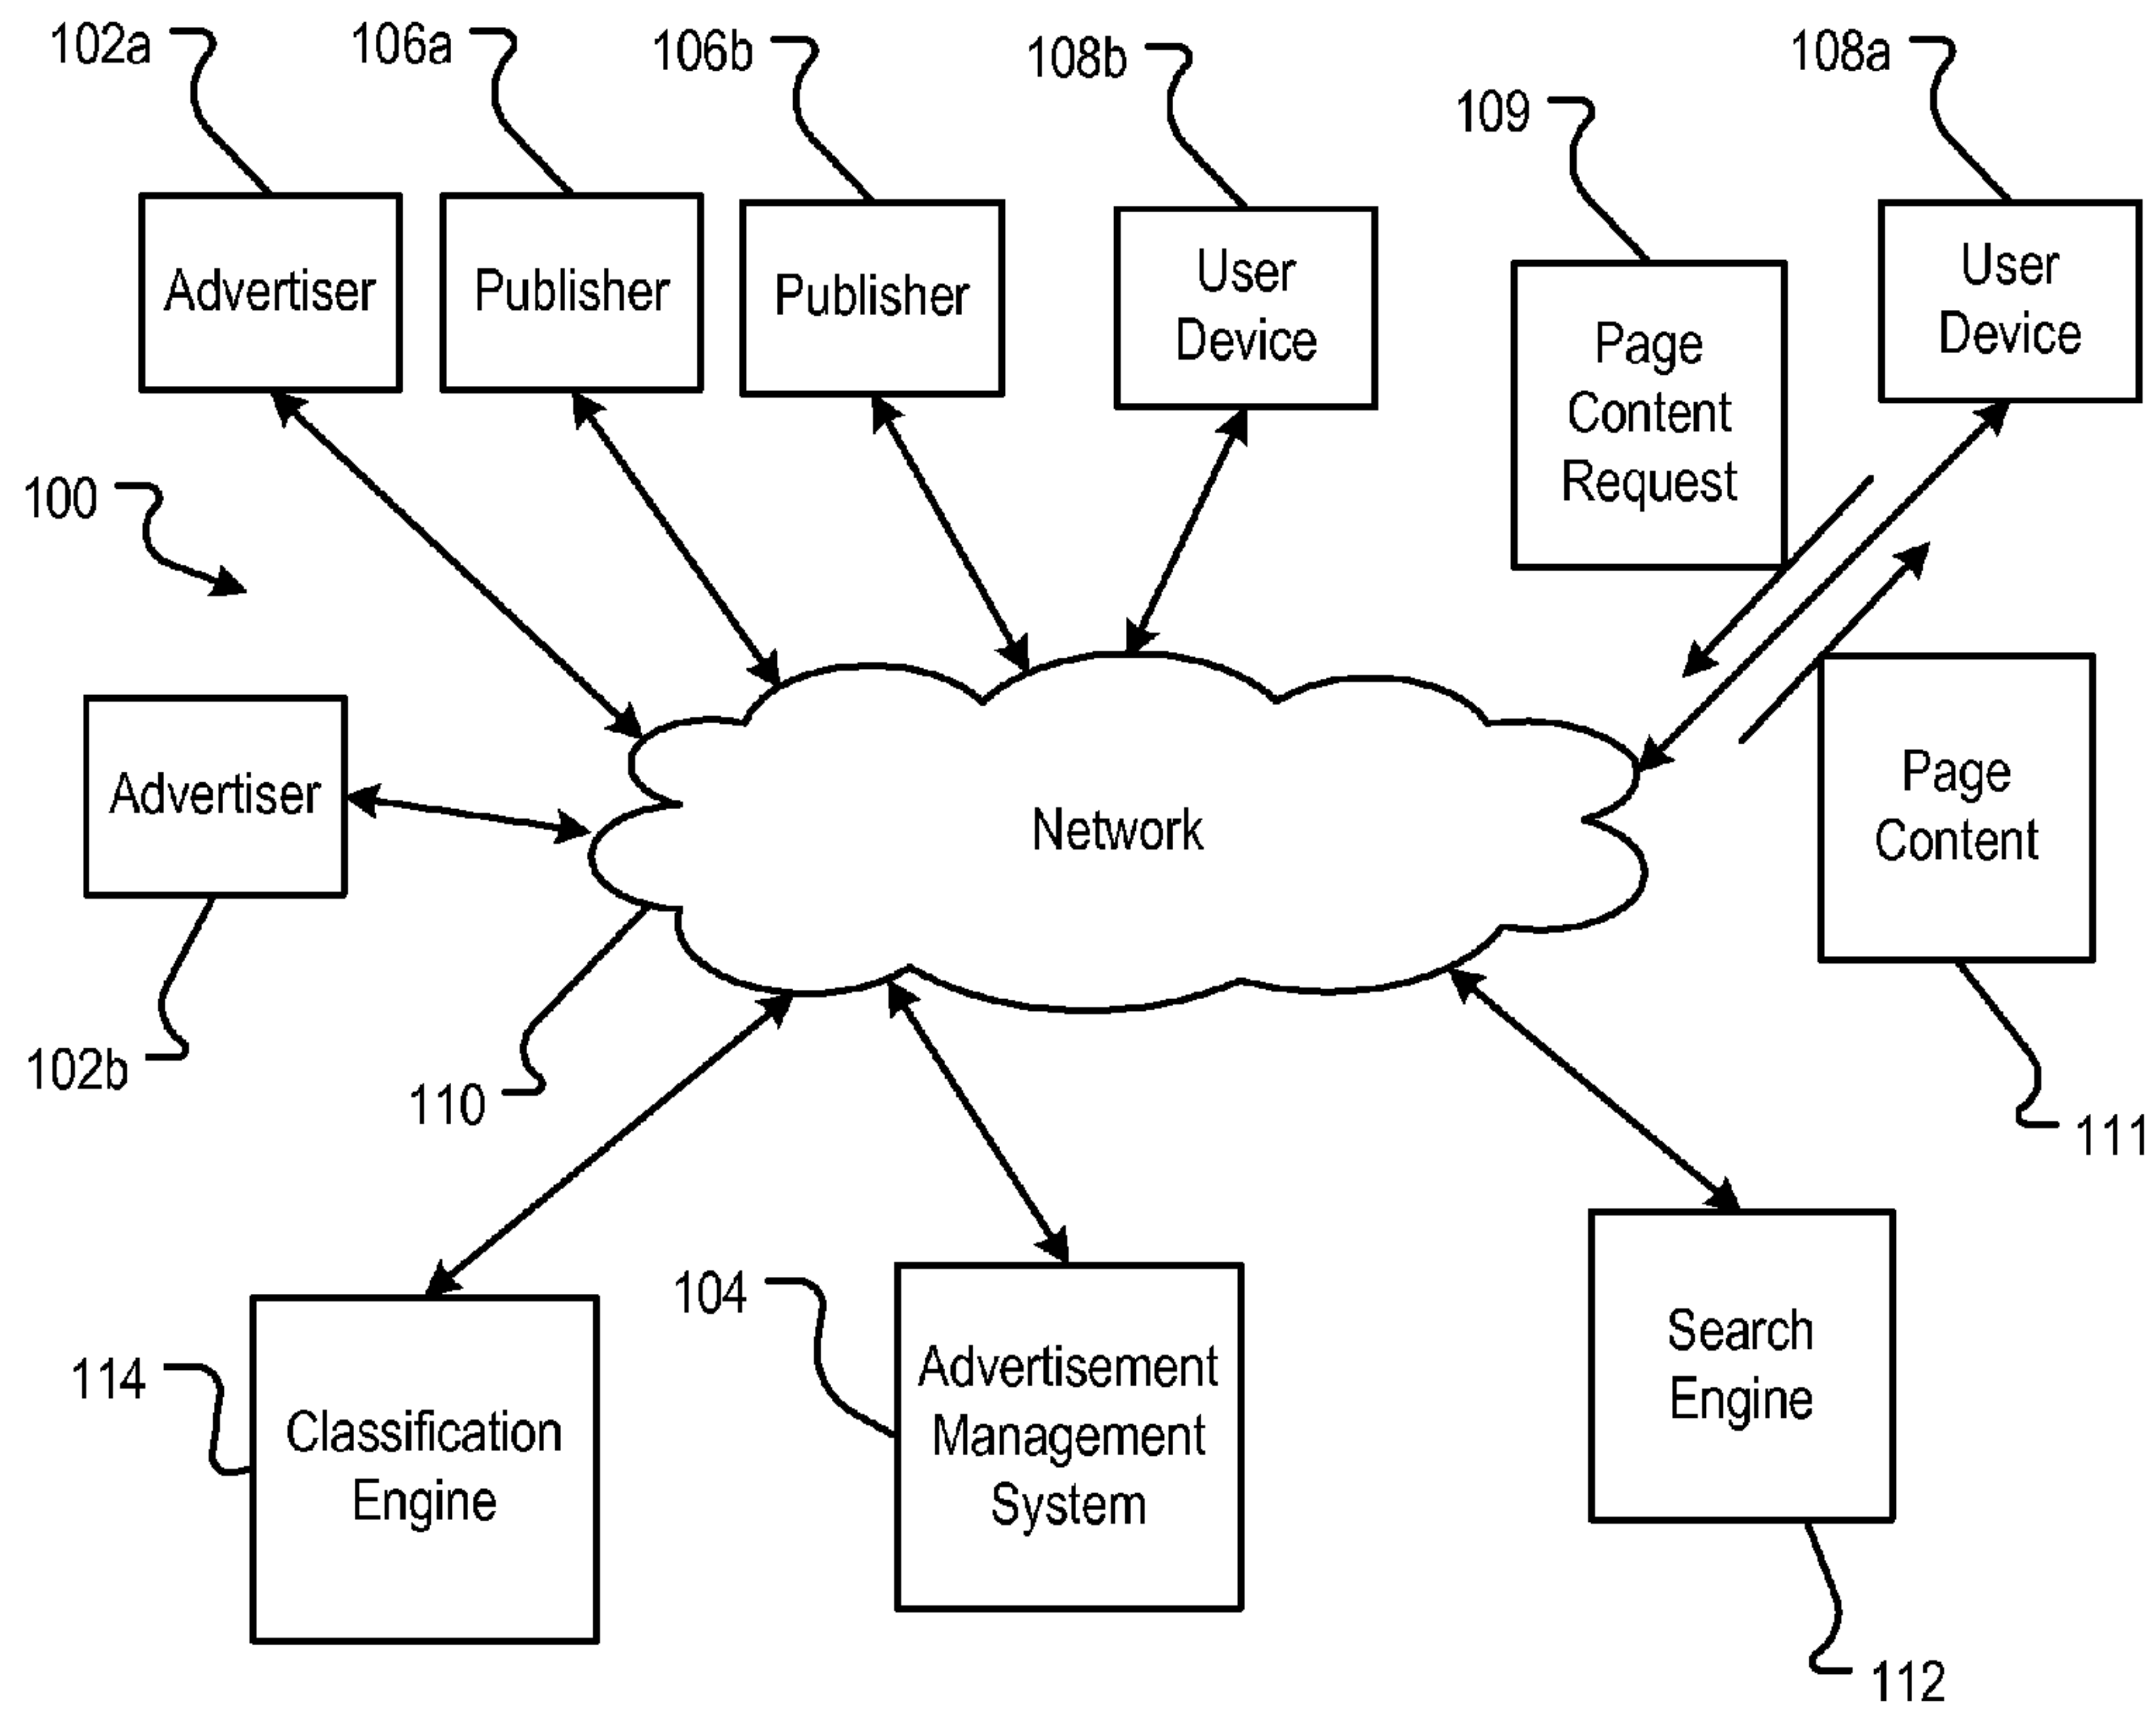 102a
106a
106b
108b
109
108a
Advertiser
Publisher
Publisher
User
Device
Page
Content
Request
User
Device
100
Advertiser
Network
Page
Content
102b
110
111
114
Classification
Engine
104
Advertisement
Management
System
Search
Engine
112